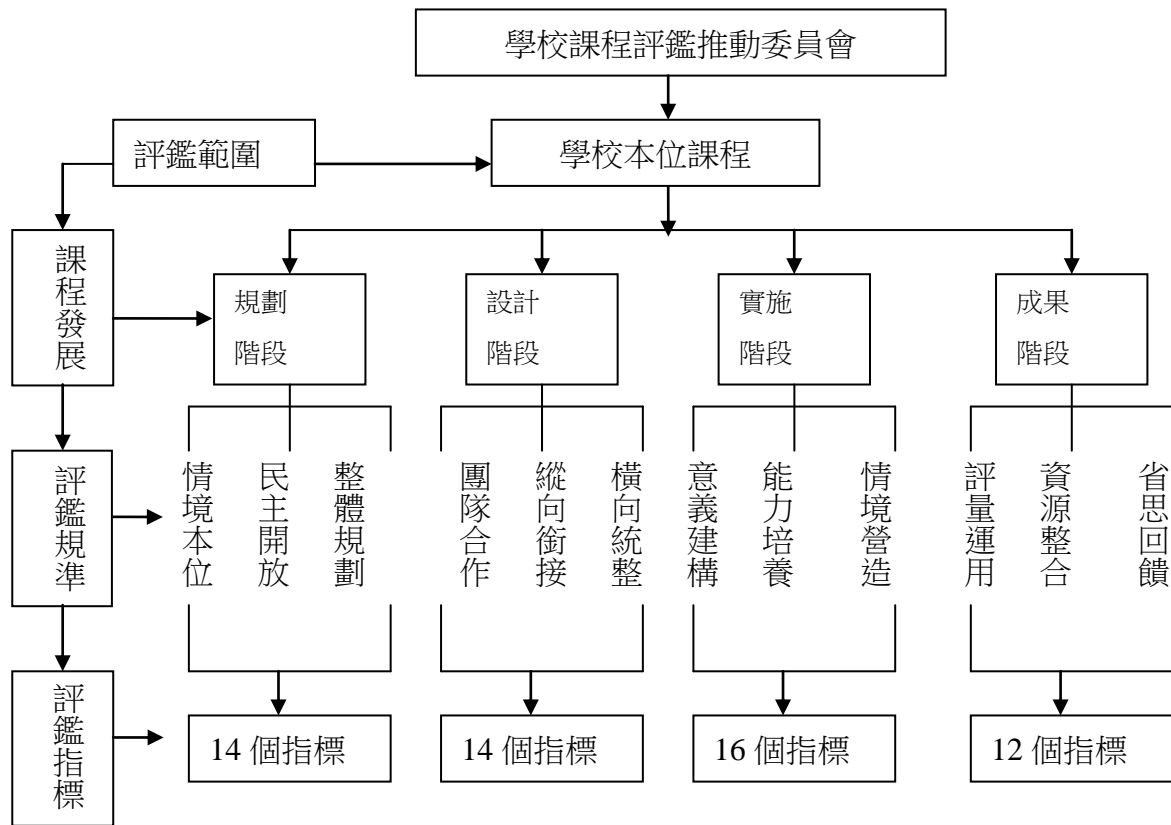 學校課程評鑑推動委員會
評鑑範圍
學校本位課程
課程發展
規劃
階段
設計
階段
實施
階段
成果
階段
評鑑規準
情境本位
民主開放
整體規劃
團隊合作
縱向銜接
橫向統整
意義建構
能力培養
情境營造
評量運用
資源整合
省思回饋
評鑑指標
14 個指標
14 個指標
16 個指標
12 個指標